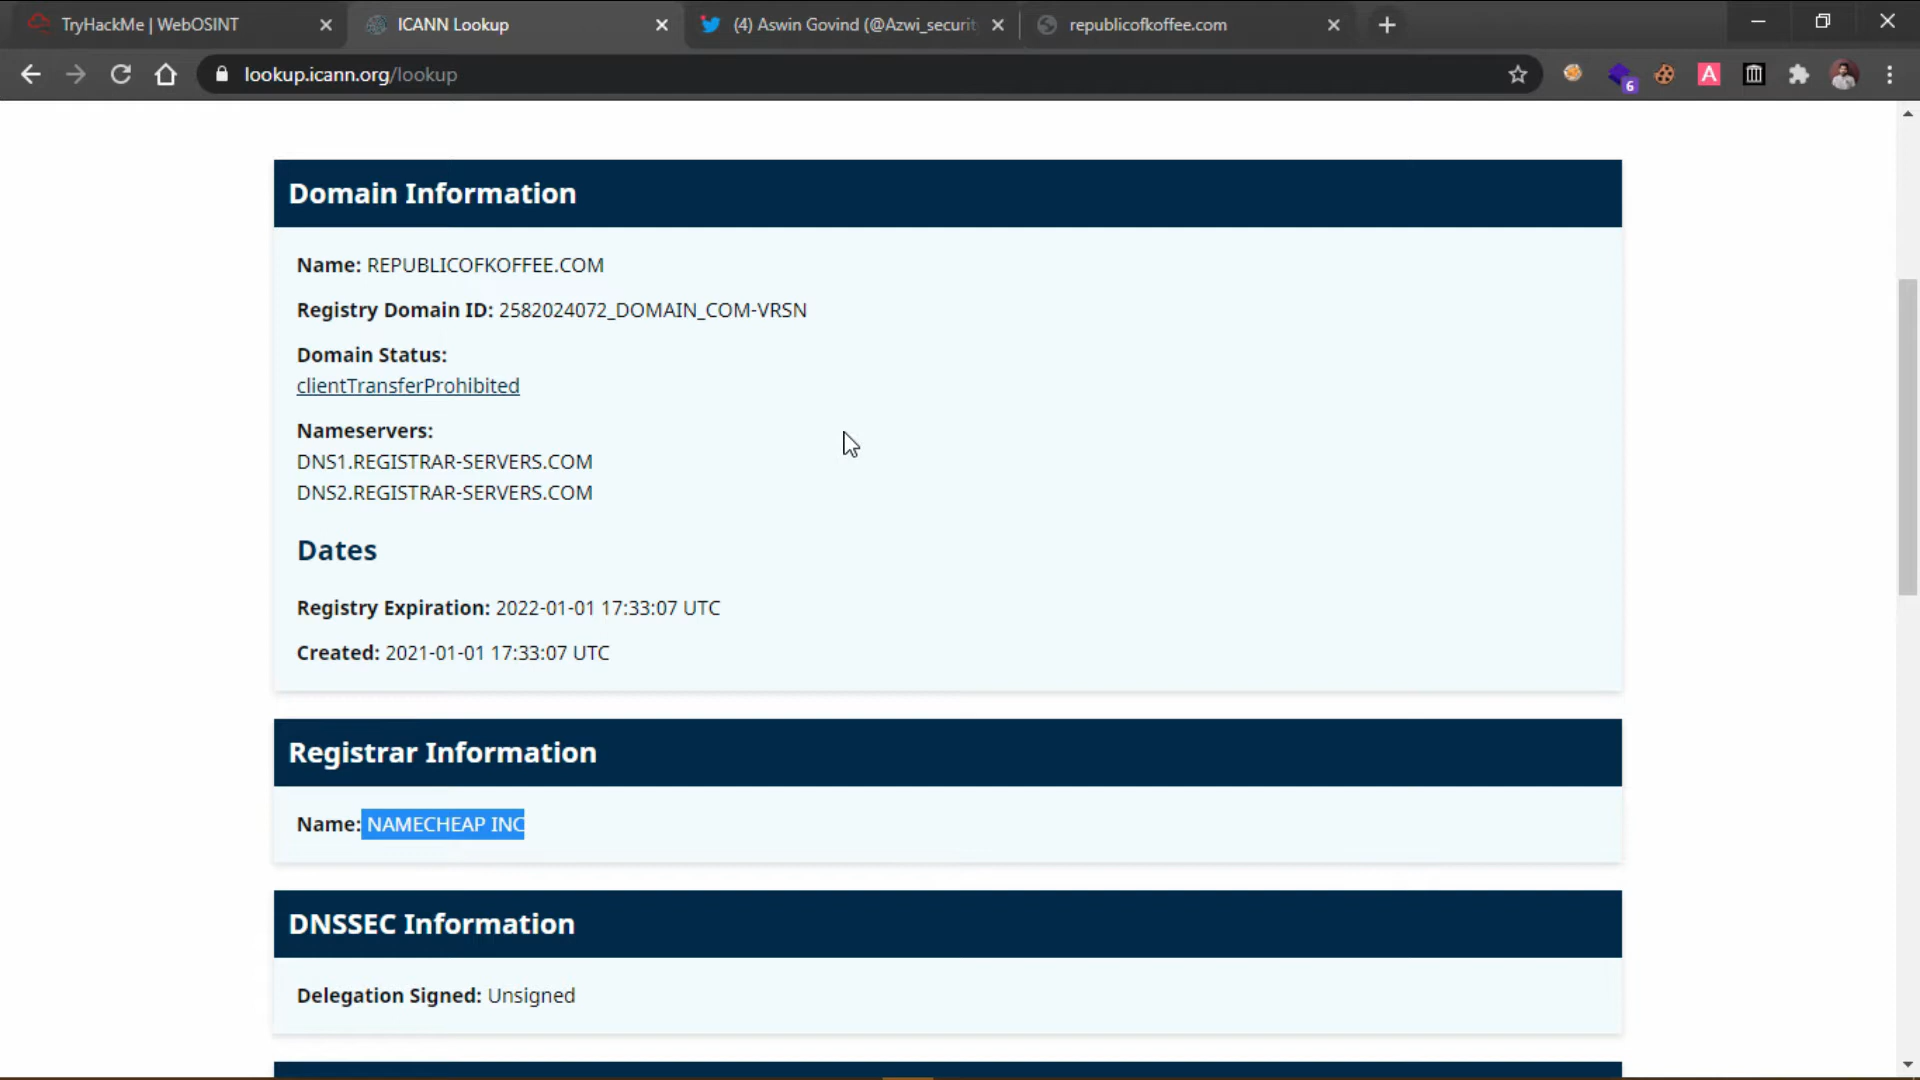 TryHackMe | WebOSINT
ICANN Lookup
(4) Aswin Govind (@Azwi_securit
republicofkoffee.com
lookup.icann.org/lookup
A
6
Domain Information
Name: REPUBLICOFKOFFEE.COM
Registry Domain ID: 2582024072_DOMAIN_COM-VRSN
Domain Status:
clientTransferProhibited
Nameservers:
DNS1.REGISTRAR-SERVERS.COM
DNS2.REGISTRAR-SERVERS.COM
Dates
Registry Expiration: 2022-01-01 17:33:07 UTC
Created: 2021-01-01 17:33:07 UTC
Registrar Information
Name: NAMECHEAP INC
DNSSEC Information
Delegation Signed: Unsigned